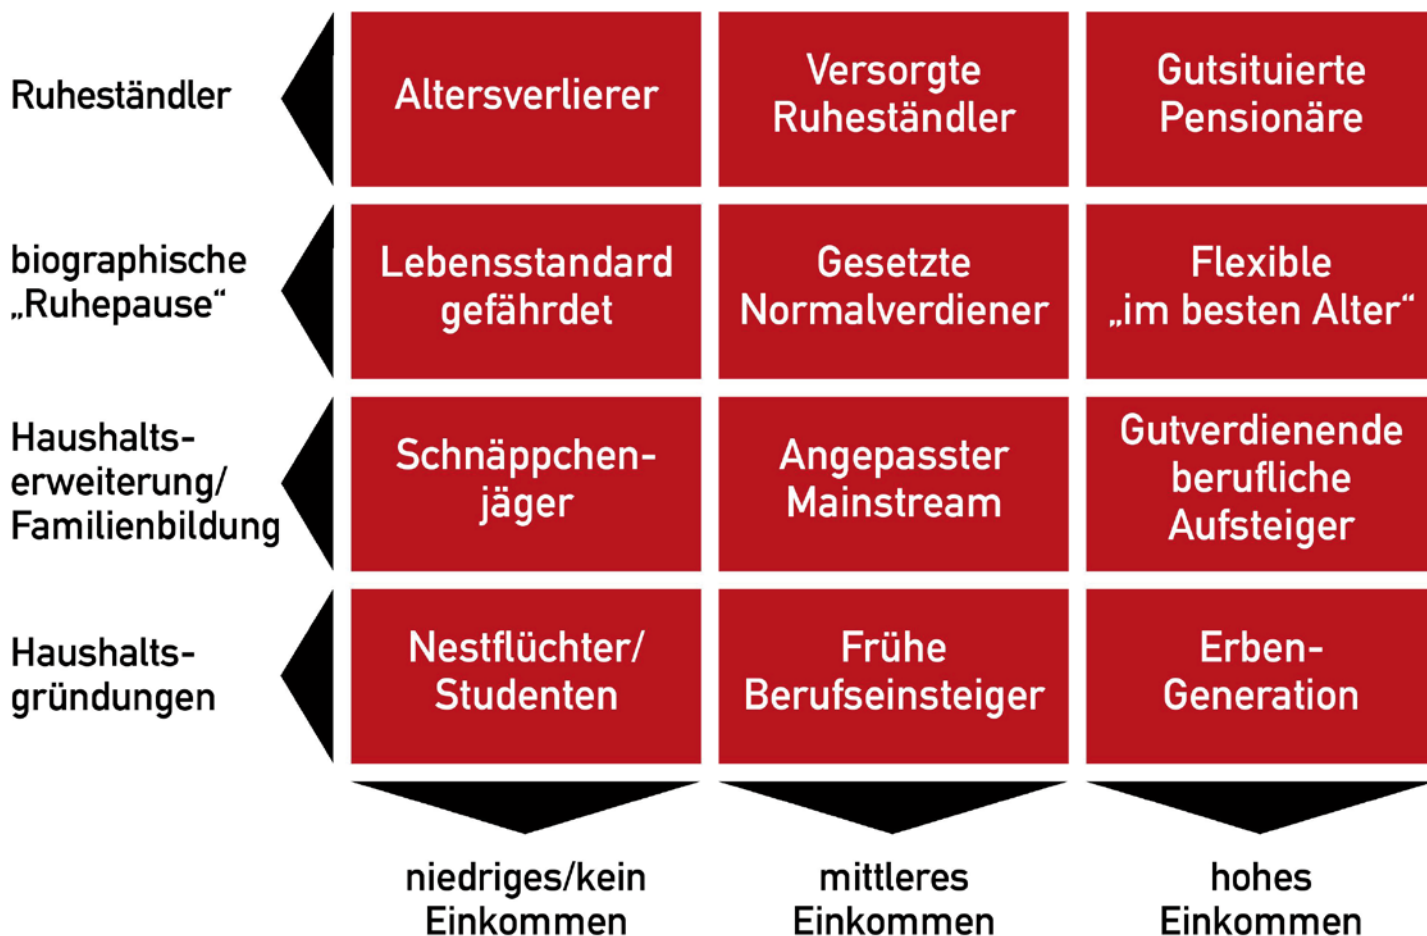 Ruheständler
Altersverlierer
Versorgte
Ruheständler
Gutsituierte
Pensionäre
biographische
„Ruhepause“
Lebensstandard
gefährdet
Gesetzte
Normalverdiener
Flexible
„im besten Alter“
Haushalts-
erweiterung/
Familienbildung
Schnäppchen-
jäger
Angepasster
Mainstream
Gutverdienende
berufliche
Aufsteiger
Haushalts-
gründungen
Nestflüchter/
Studenten
Frühe
Berufseinsteiger
Erben-
Generation
niedriges/kein
Einkommen
mittleres
Einkommen
hohes
Einkommen